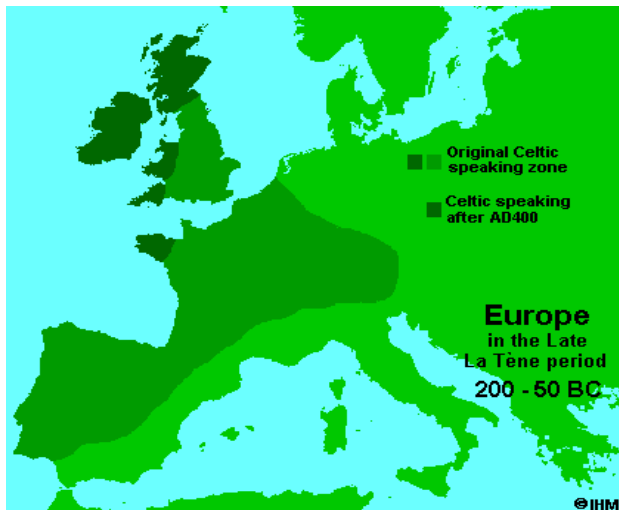 Original Celtic
speaking zone
Celtic speaking
after AD400
Europe
in the Late
La Tène period
200 - 50 BC
©IHM